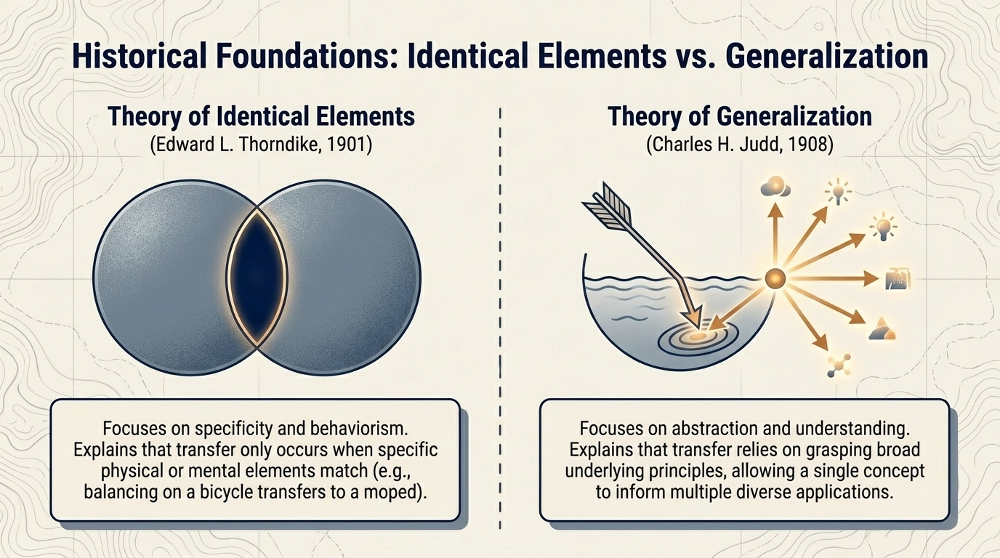 Historical Foundations: Identical Elements vs. Generalization
Theory of Identical Elements
(Edward L. Thorndike, 1901)
Focuses on specificity and behaviorism.
Explains that transfer only occurs when specific
physical or mental elements match (e.g.,
balancing on a bicycle transfers to a moped).
Theory of Generalization
(Charles H. Judd, 1908)
Focuses on abstraction and understanding.
Explains that transfer relies on grasping broad
underlying principles, allowing a single concept
to inform multiple diverse applications.